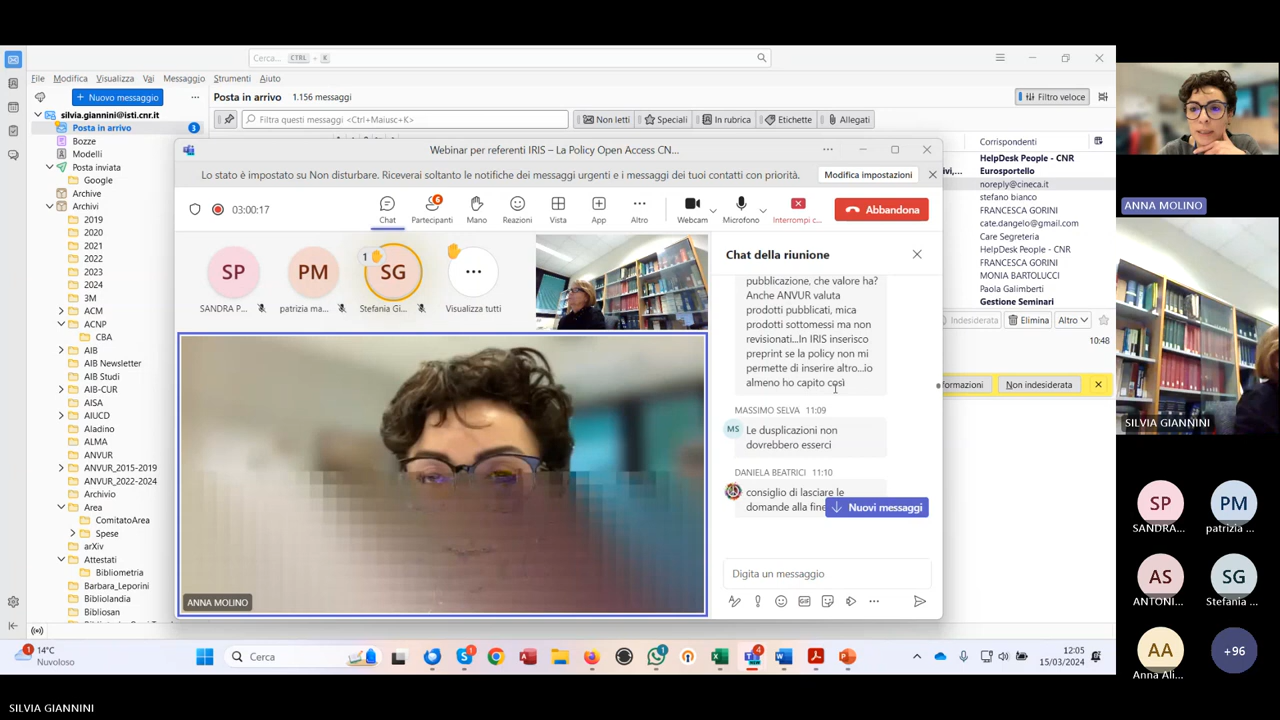 Cerca... CTRL + K
File Modifica Visualizza Vai Messaggio Strumenti Aiuto
Nuovo messaggio
Posta in arrivo 1.156 messaggi
Filtro veloce
silvia.giannini@isti.cnr.it
Posta in arrivo 3
Bozze
Modelli
Posta inviata
Google
Archive
Archivi
2019
2020
2021
2022
2023
2024
3M
ACM
ACNP
CBA
AIB
AIB Newsletter
AIB Studi
AIB-CUR
AISA
AIUCD
Aladino
ALMA
ANVUR
ANVUR_2015-2019
ANVUR_2022-2024
Archivio
Area
ComitatoArea
Spese
arXiv
Attestati
Bibliometria
Barbara_Leporini
Bibliolandia
Bibliosan
Filtra questi messaggi <Ctrl+Maiusc+K>
Non letti Speciali In rubrica Etichette Allegati
Corrispondenti
HelpDesk People - CNR
Eurosportello
noreply@cineca.it
stefano bianco
FRANCESCA GORINI
cate.dangelo@gmail.com
Care Segreteria
HelpDesk People - CNR
FRANCESCA GORINI
MONIA BARTOLUCCI
Paola Galimberti
Gestione Seminari
Indesiderata Elimina Altro
10:48
formazioni Non indesiderata
Webinar per referenti IRIS – La Policy Open Access CN...
Lo stato è impostato su Non disturbare. Riceverai soltanto le notifiche dei messaggi urgenti e i messaggi dei tuoi contatti con priorità.
Modifica impostazioni
03:00:17
6
Chat Partecipanti Mano Reazioni Vista App Altro Webcam Microfono Interrompi c...
Abbandona
SP PM 1 SG ...
SANDRA P... patrizia ma... Stefania Gi... Visualizza tutti
ANNA MOLINO
Chat della riunione
pubblicazione, che valore ha?
Anche ANVUR valuta
prodotti pubblicati, mica
prodotti sottomessi ma non
revisionati...In IRIS inserisco
preprint se la policy non mi
permette di inserire altro...io
almeno ho capito così
MASSIMO SELVA 11:09
MS
Le dusplicazioni non
dovrebbero esserci
DANIELA BEATRICI 11:10
consiglio di lasciare le
domande alla fine
Nuovi messaggi
Digita un messaggio
GIF
1
14°C
Nuvoloso
Cerca
1
1
4
12:05
15/03/2024
ANNA MOLINO
SILVIA GIANNINI
SP PM
SANDRA... patrizia ...
AS SG
ANTONI... Stefania ...
AA +96
Anna Ali...
SILVIA GIANNINI